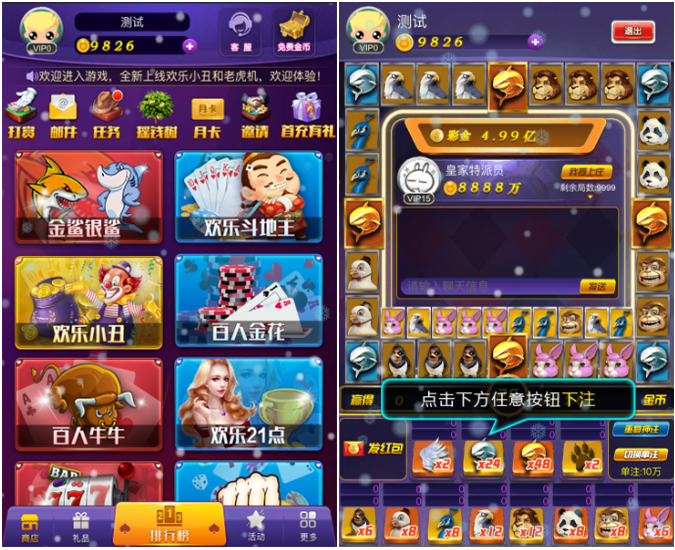 测试
VIP0
9826
客服
免费金币
欢迎进入游戏，全新上线欢乐小丑和老虎机，欢迎体验！
打赏
邮件
任务
摇钱树
月卡
月卡
邀请
首充有礼
金鲨银鲨
欢乐斗地主
欢乐小丑
百人金花
百人牛牛
欢乐21点
BAR
商店
礼品
排行榜
活动
更多
测试
VIP0
9826
退出
彩金 4.99亿
皇家特派员
我要上庄
8888万
剩余局数:9999
VIP15
请输入聊天信息
发送
赢得
0
金币
点击下方任意按钮下注
发红包
x2
x24
x48
x2
重复押注
切换单注
单注:10万
x6
x8
x8
x12
x12
x8
x8
x6